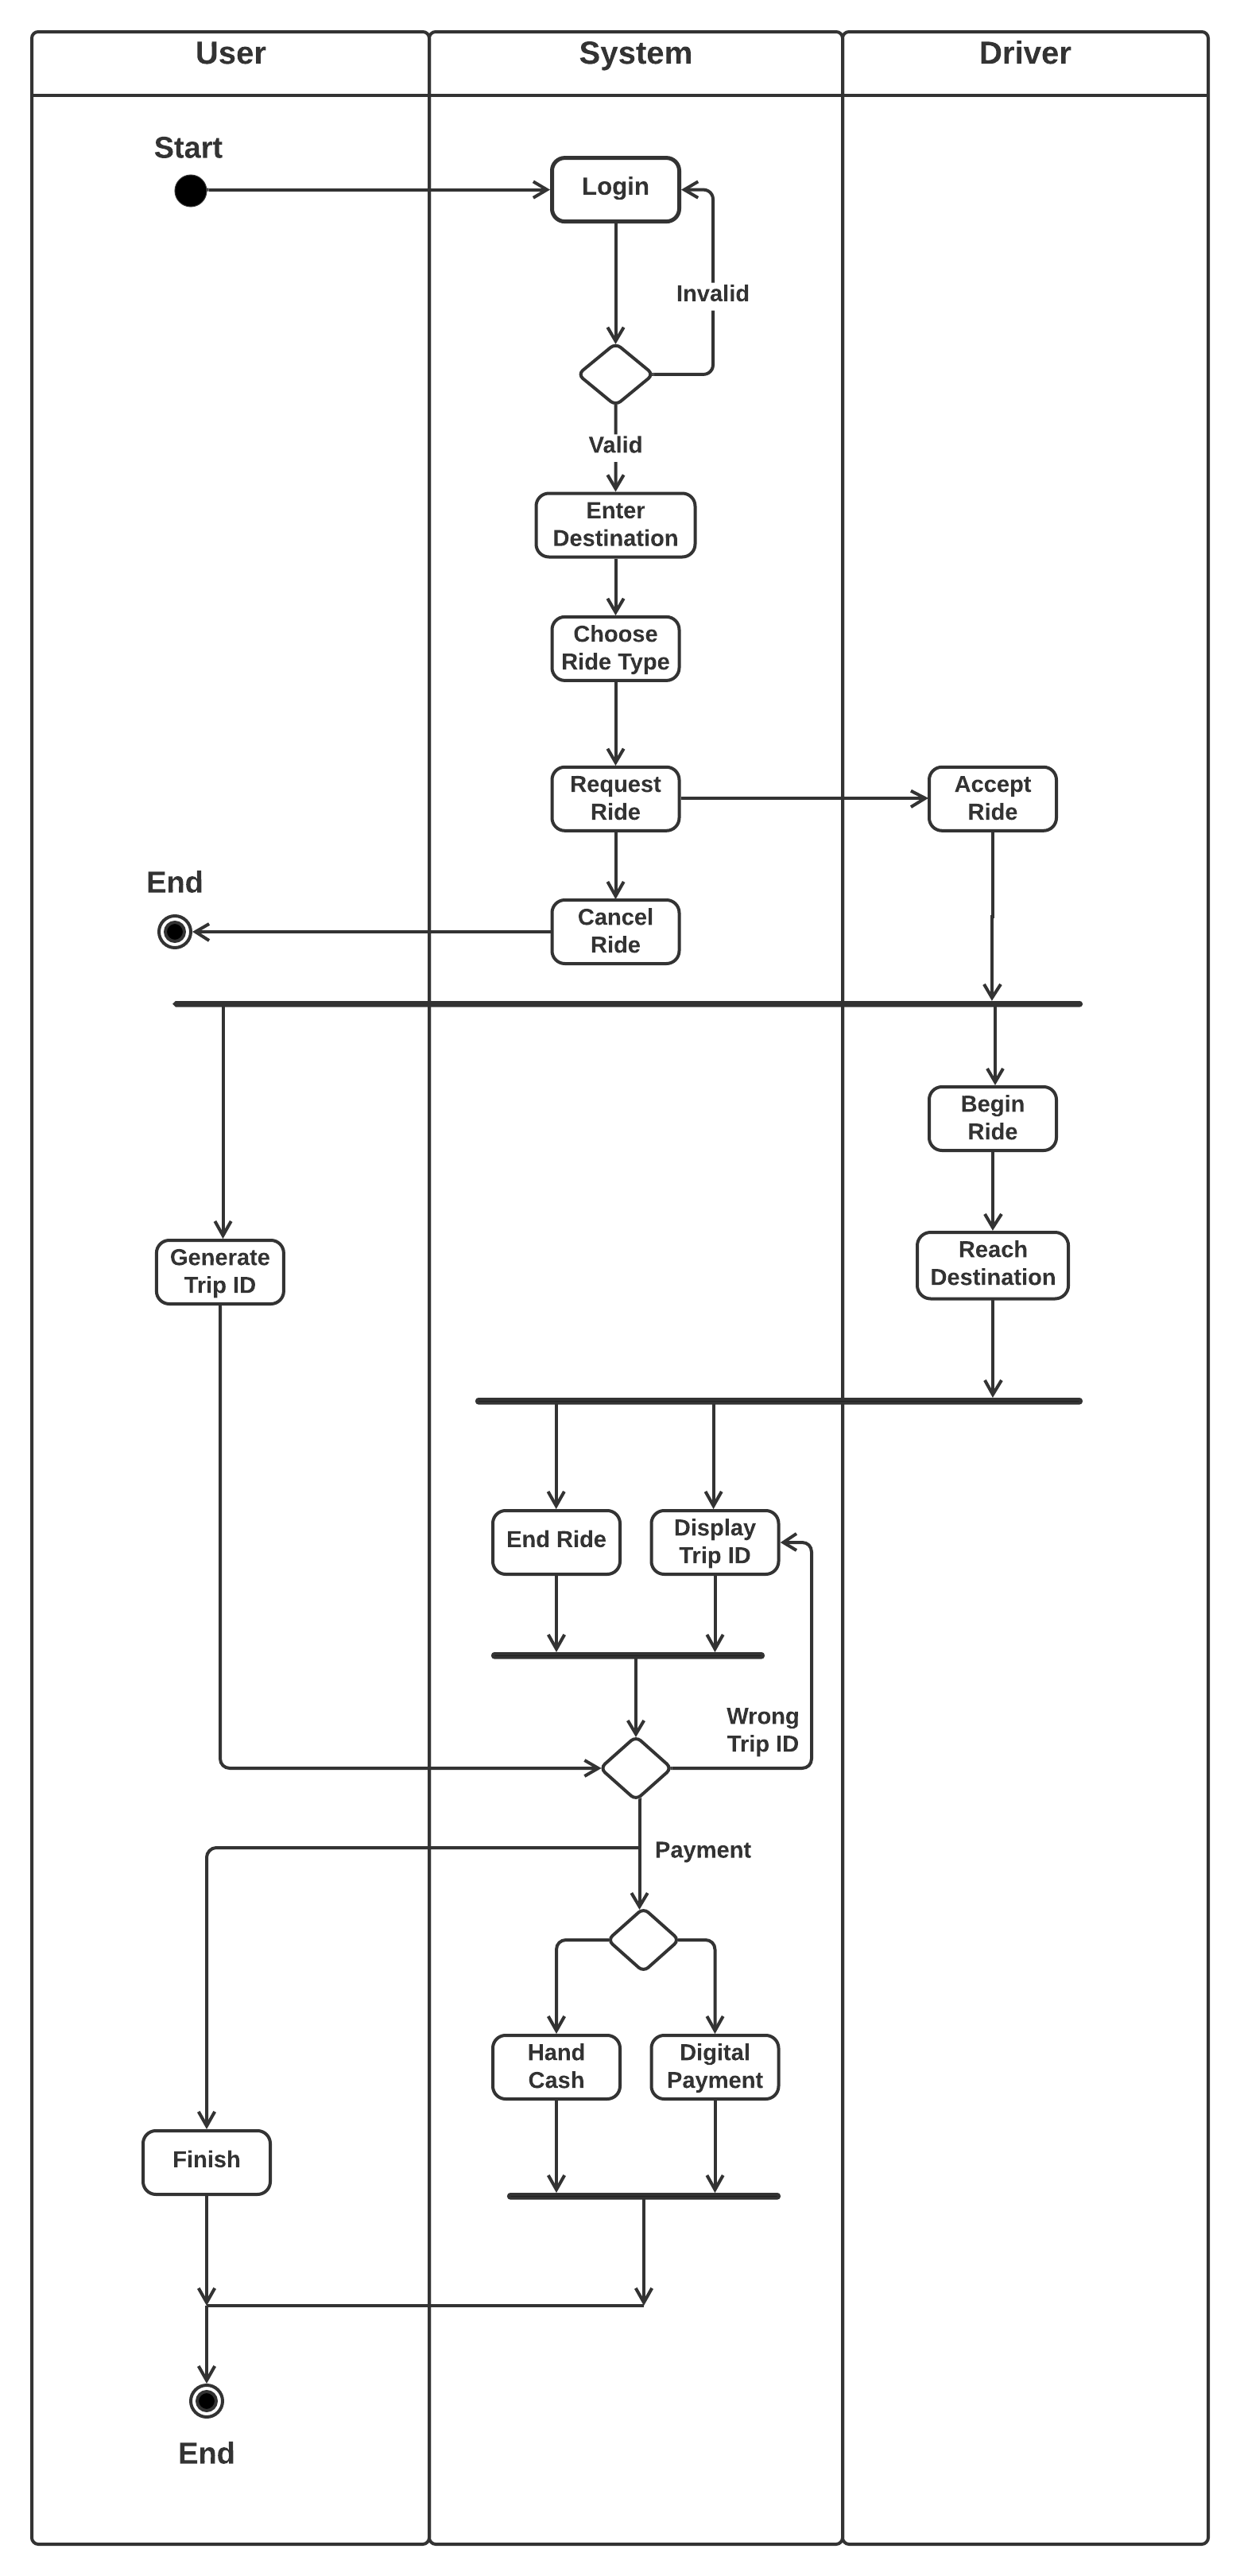 User
System
Driver
Start
Login
Invalid
Valid
Enter
Destination
Choose
Ride Type
Request
Ride
Accept
Ride
End
Cancel
Ride
Begin
Ride
Generate
Trip ID
Reach
Destination
End Ride
Display
Trip ID
Wrong
Trip ID
Payment
Hand
Cash
Digital
Payment
Finish
End